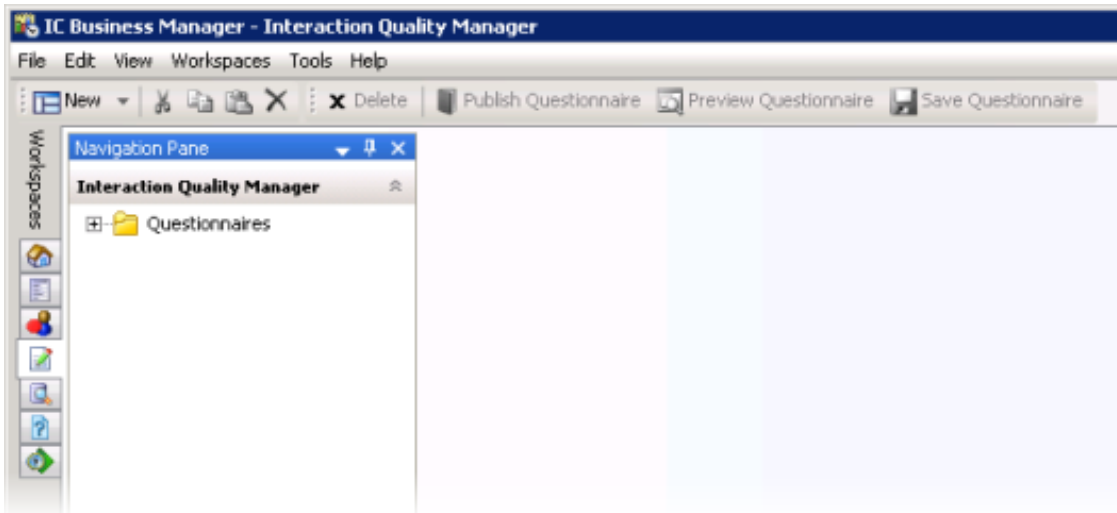 IC Business Manager - Interaction Quality Manager
File Edit View Workspaces Tools Help
New Delete Publish Questionnaire Preview Questionnaire Save Questionnaire
Workspaces
Navigation Pane
Interaction Quality Manager
Questionnaires